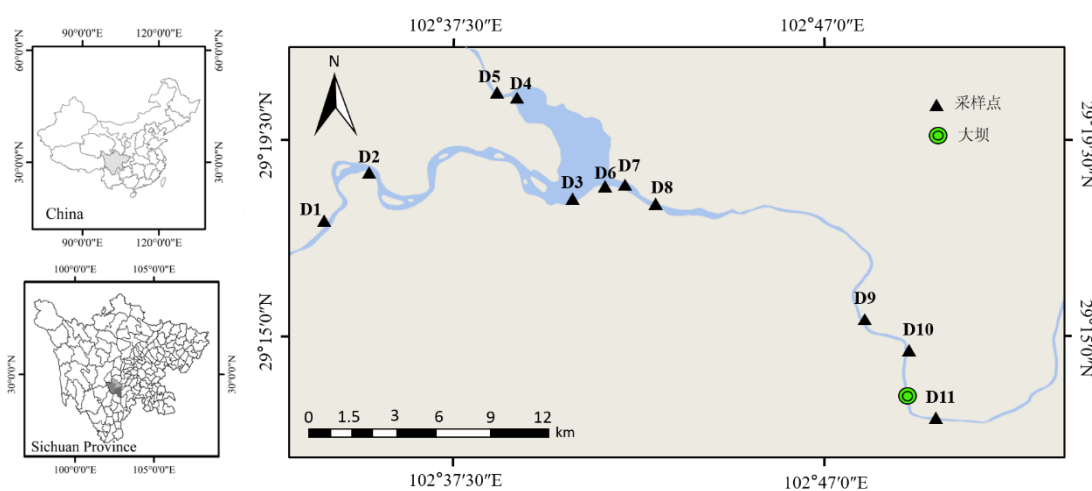 90°0'0"E 120°0'0"E
60°0'0"N
60°0'0"N
30°0'0"N
30°0'0"N
China
90°0'0"E 120°0'0"E
100°0'0"E 105°0'0"E
30°0'0"N
30°0'0"N
Sichuan Province
100°0'0"E 105°0'0"E
102°37'30"E 102°47'0"E
N
D5 D4
采样点
大坝
29°19'30"N
29°19'30"N
D2
D7
D3 D6
D8
D1
D9
D10
29°15'0"N
29°15'0"N
D11
0 1.5 3 6 9 12
km
102°37'30"E 102°47'0"E